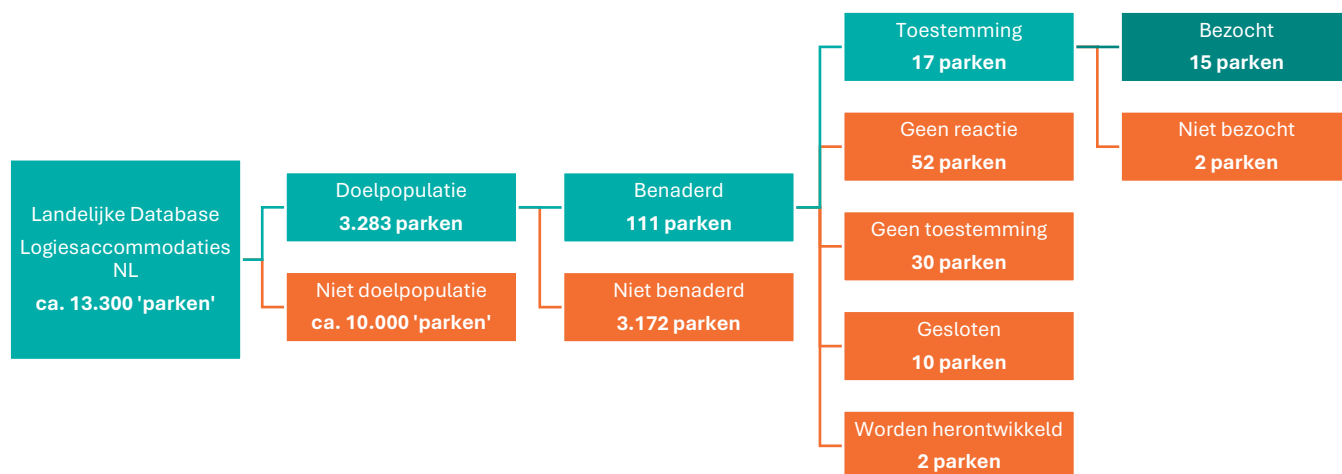 Landelijke Database
Logiesaccommodaties
NL
ca. 13.300 'parken'
Doelpopulatie
3.283 parken
Niet doelpopulatie
ca. 10.000 'parken'
Benaderd
111 parken
Niet benaderd
3.172 parken
Toestemming
17 parken
Geen reactie
52 parken
Geen toestemming
30 parken
Gesloten
10 parken
Worden herontwikkeld
2 parken
Bezocht
15 parken
Niet bezocht
2 parken